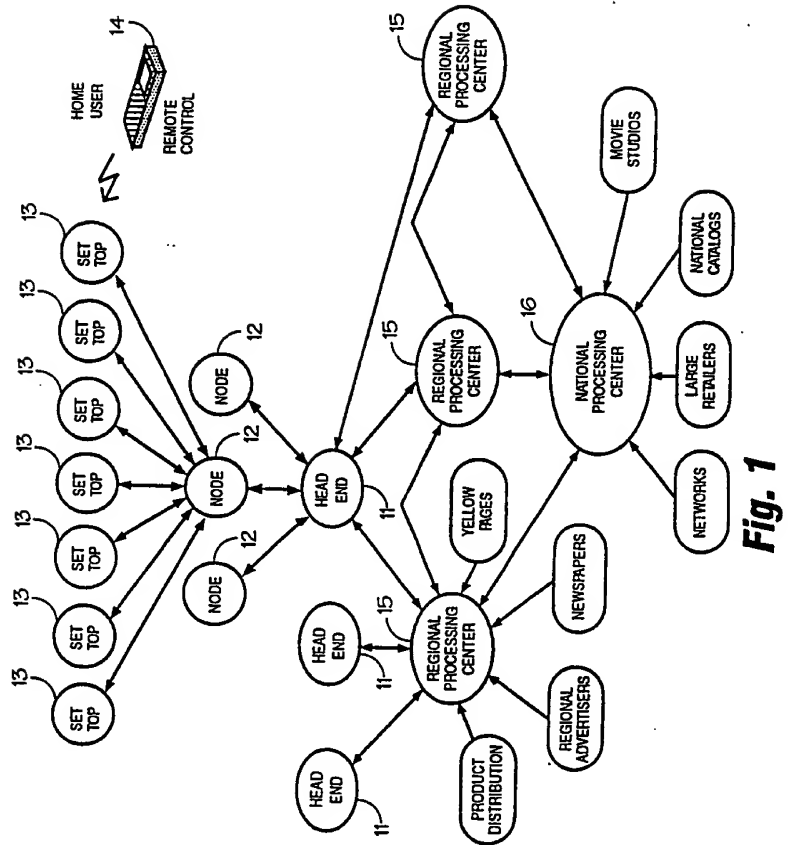 14
HOME
USER
REMOTE
CONTROL
13
SET
TOP
13
SET
TOP
13
SET
TOP
13
SET
TOP
13
SET
TOP
13
SET
TOP
13
SET
TOP
12
NODE
12
NODE
12
NODE
HEAD
END
11
HEAD
END
11
HEAD
END
11
15
REGIONAL
PROCESSING
CENTER
15
REGIONAL
PROCESSING
CENTER
15
REGIONAL
PROCESSING
CENTER
YELLOW
PAGES
NEWSPAPERS
REGIONAL
ADVERTISERS
PRODUCT
DISTRIBUTION
16
NATIONAL
PROCESSING
CENTER
NETWORKS
LARGE
RETAILERS
NATIONAL
CATALOGS
MOVIE
STUDIOS
Fig. 1